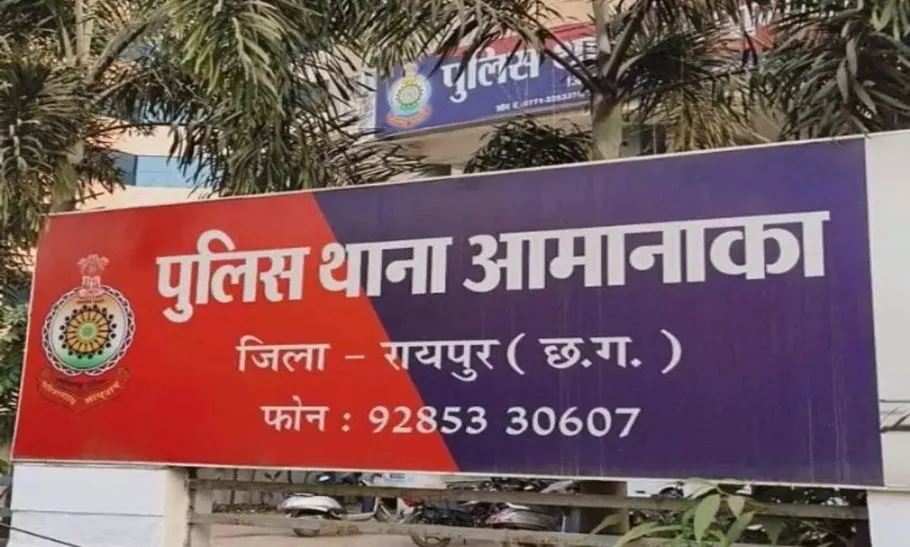 पुलिस था
पुलिस थाना आमानाका
जिला - रायपुर ( छ.ग. )
फोन : 92853 30607